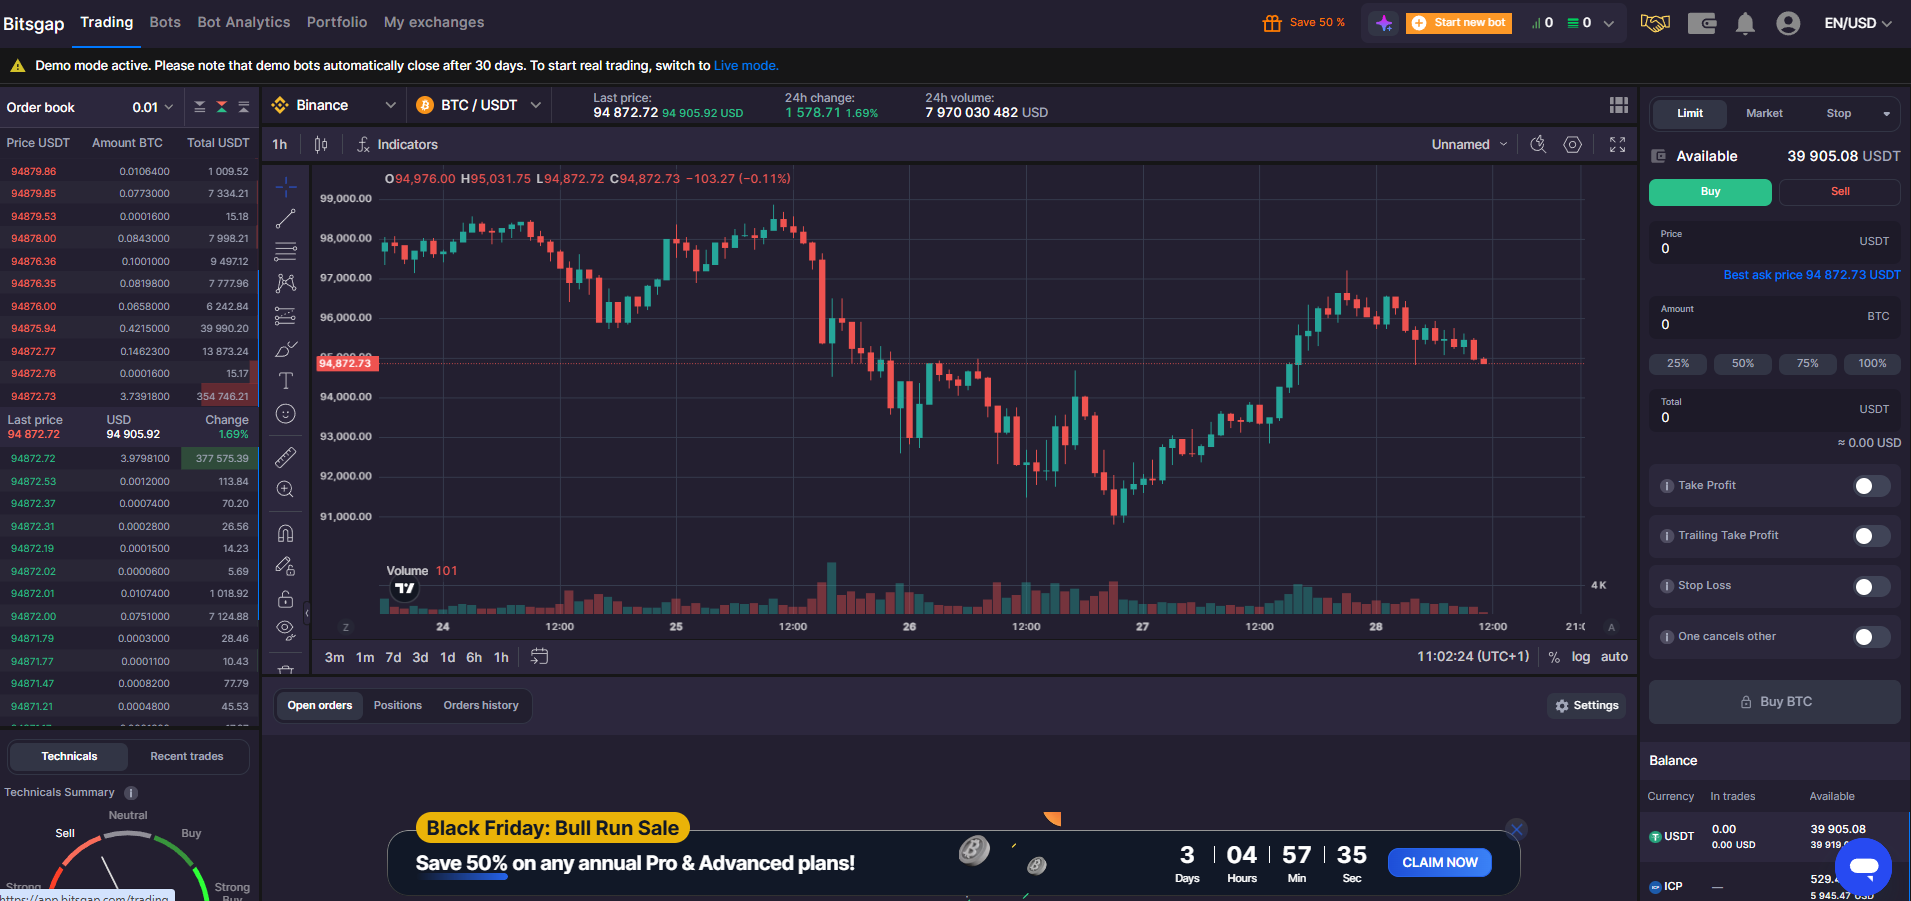 Bitsgap Trading Bots Bot Analytics Portfolio My exchanges Save 50 % Start new bot 0 0 EN/USD
Demo mode active. Please note that demo bots automatically close after 30 days. To start real trading, switch to Live mode.
Order book 0.01
Price USDT Amount BTC Total USDT
94879.86 0.0106400 1 009.52
94879.85 0.0773000 7 334.21
94879.53 0.0001600 15.18
94878.00 0.0843000 7 998.21
94876.36 0.1001000 9 497.12
94876.35 0.0819800 7 777.96
94876.00 0.0658000 6 242.84
94875.94 0.4215000 39 990.20
94872.77 0.1462300 13 873.24
94872.76 0.0001600 15.17
94872.73 3.7391800 354 746.21
Last price USD Change
94 872.72 94 905.92 1.69%
94872.72 3.9798100 377 575.39
94872.53 0.0012000 113.84
94872.37 0.0007400 70.20
94872.31 0.0002800 26.56
94872.19 0.0001500 14.23
94872.02 0.0000600 5.69
94872.01 0.0107400 1 018.92
94872.00 0.0751000 7 124.88
94871.79 0.0003000 28.46
94871.77 0.0001100 10.43
94871.47 0.0008200 77.79
94871.21 0.0004800 45.53
Technicals Recent trades
Technicals Summary
Neutral
Sell Buy
Strong Strong
Buy
https://app.bitsgap.com/trading
Binance BTC / USDT
Last price: 24h change: 24h volume:
94 872.72 94 905.92 USD 1 578.71 1.69% 7 970 030 482 USD
1h Indicators Unnamed
O94,976.00 H95,031.75 L94,872.72 C94,872.73 −103.27 (−0.11%)
99,000.00
98,000.00
97,000.00
96,000.00
94,872.73
94,000.00
93,000.00
92,000.00
91,000.00
Volume 101
4K
Z 24 12:00 25 12:00 26 12:00 27 12:00 28 12:00 21:0 A
3m 1m 7d 3d 1d 6h 1h 11:02:24 (UTC+1) % log auto
Open orders Positions Orders history Settings
Black Friday: Bull Run Sale
Save 50% on any annual Pro & Advanced plans!
3 04 57 35
Days Hours Min Sec
CLAIM NOW
Limit Market Stop
Available 39 905.08 USDT
Buy Sell
Price
0 USDT
Best ask price 94 872.73 USDT
Amount
0 BTC
25% 50% 75% 100%
Total
0 USDT
≈ 0.00 USD
Take Profit
Trailing Take Profit
Stop Loss
One cancels other
Buy BTC
Balance
Currency In trades Available
USDT 0.00 39 905.08
0.00 USD 39 919.
ICP — 529.
5 945.47 USD